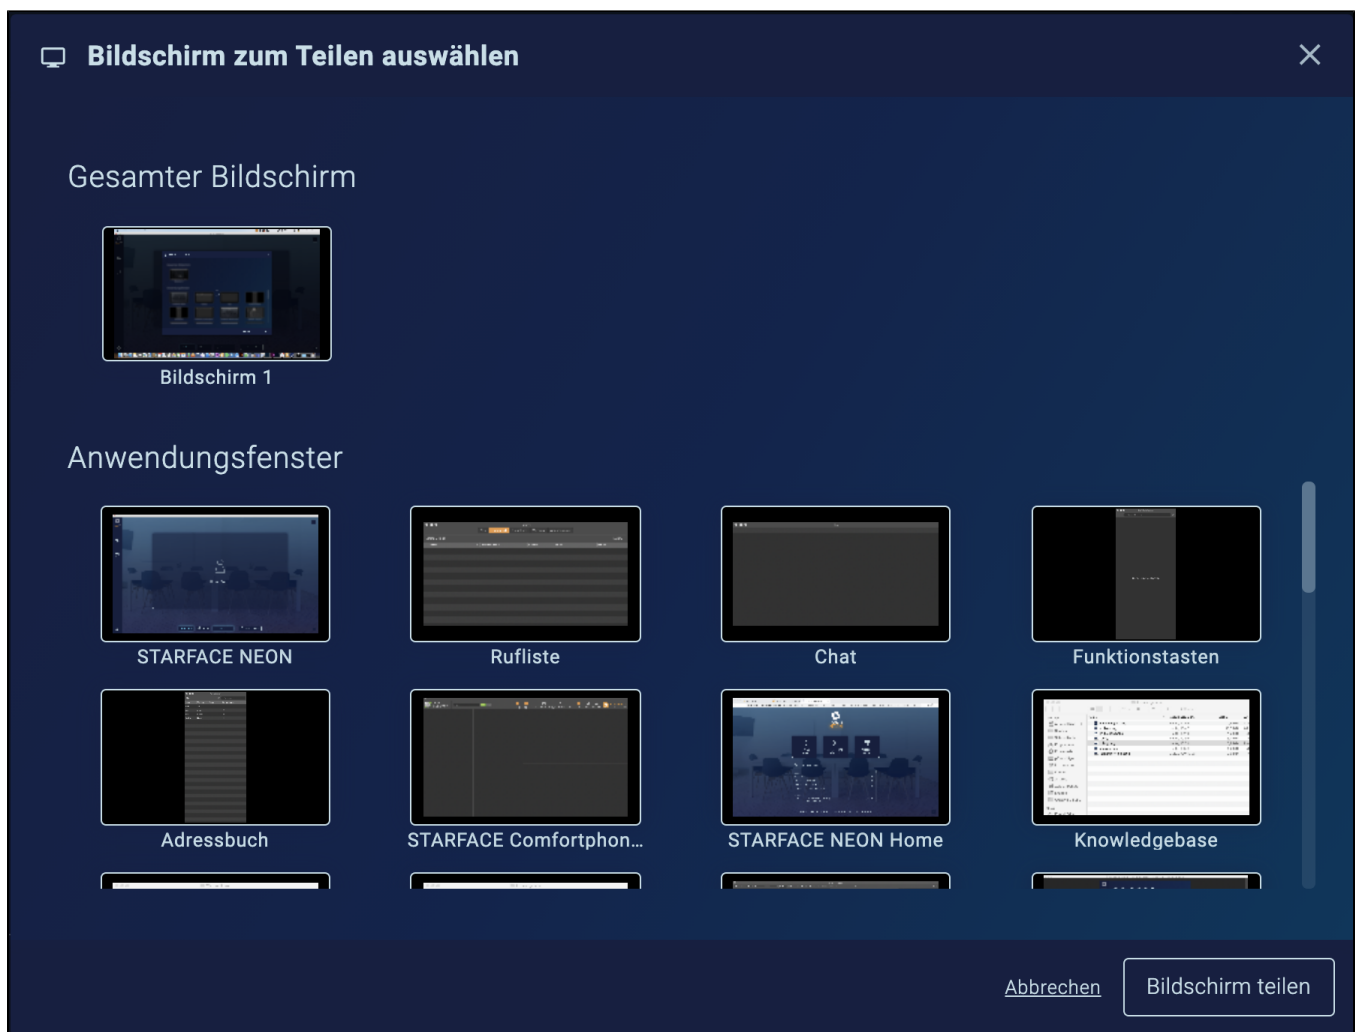 Bildschirm zum Teilen auswählen
Gesamter Bildschirm
Bildschirm 1
Anwendungsfenster
STARFACE NEON
Rufliste
Chat
Funktionstasten
Adressbuch
STARFACE Comfortphon...
STARFACE NEON Home
Knowledgebase
Abbrechen
Bildschirm teilen